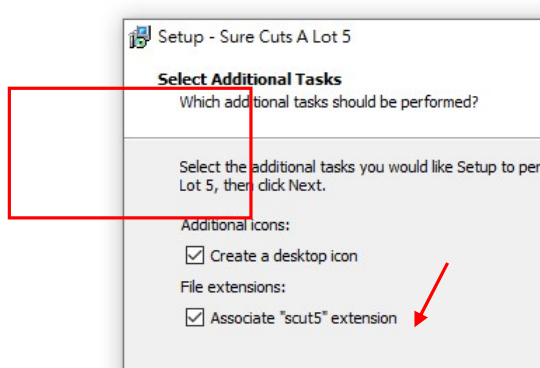 Setup - Sure Cuts A Lot 5
Select Additional Tasks
Which additional tasks should be performed?
Select the additional tasks you would like Setup to
Lot 5, then click Next.
Additional icons:
Create a desktop icon
File extensions:
Associate "scut5" extension